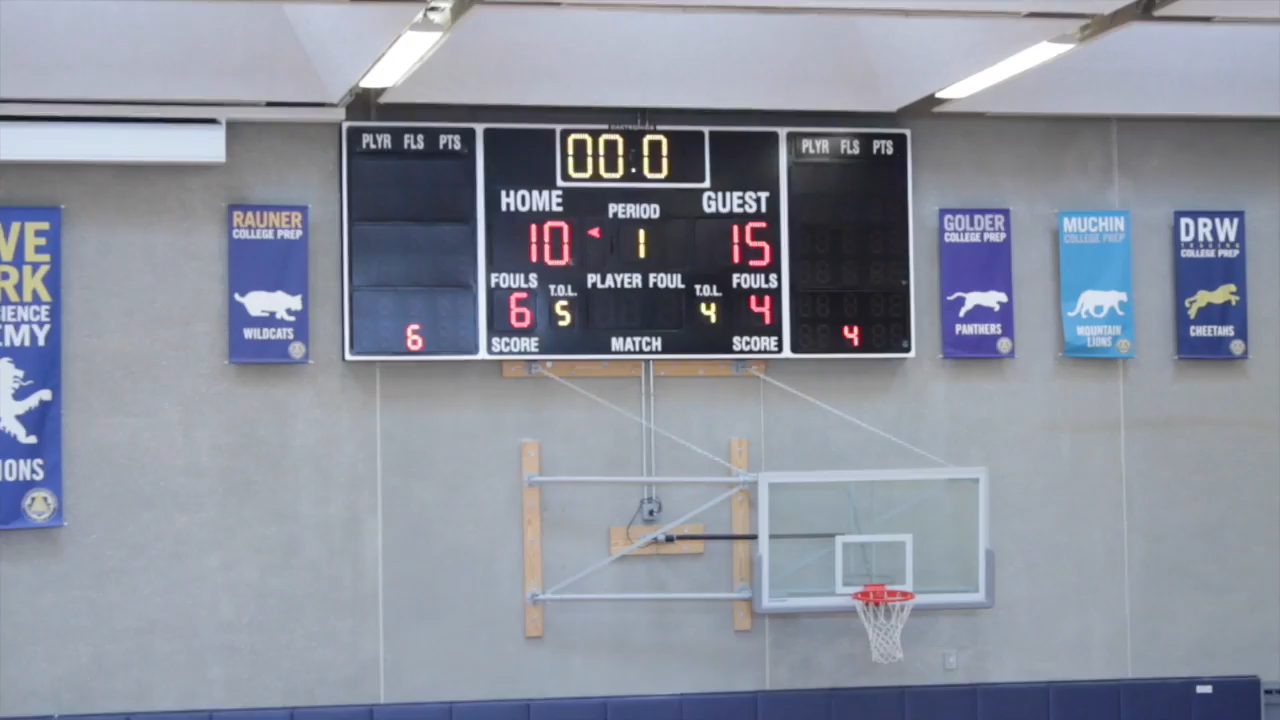 PLYR FLS PTS
00:0
PLYR FLS PTS
HOME
PERIOD
GUEST
10
1
15
FOULS
PLAYER FOUL
FOULS
6
T.O.L.
5
T.O.L.
4
4
SCORE
MATCH
SCORE
6
4
VE
RK
IENCE
EMY
IONS
RAUNER
COLLEGE PREP
WILDCATS
GOLDER
COLLEGE PREP
PANTHERS
MUCHIN
COLLEGE PREP
MOUNTAIN
LIONS
DRW
TRADING
COLLEGE PREP
CHEETAHS